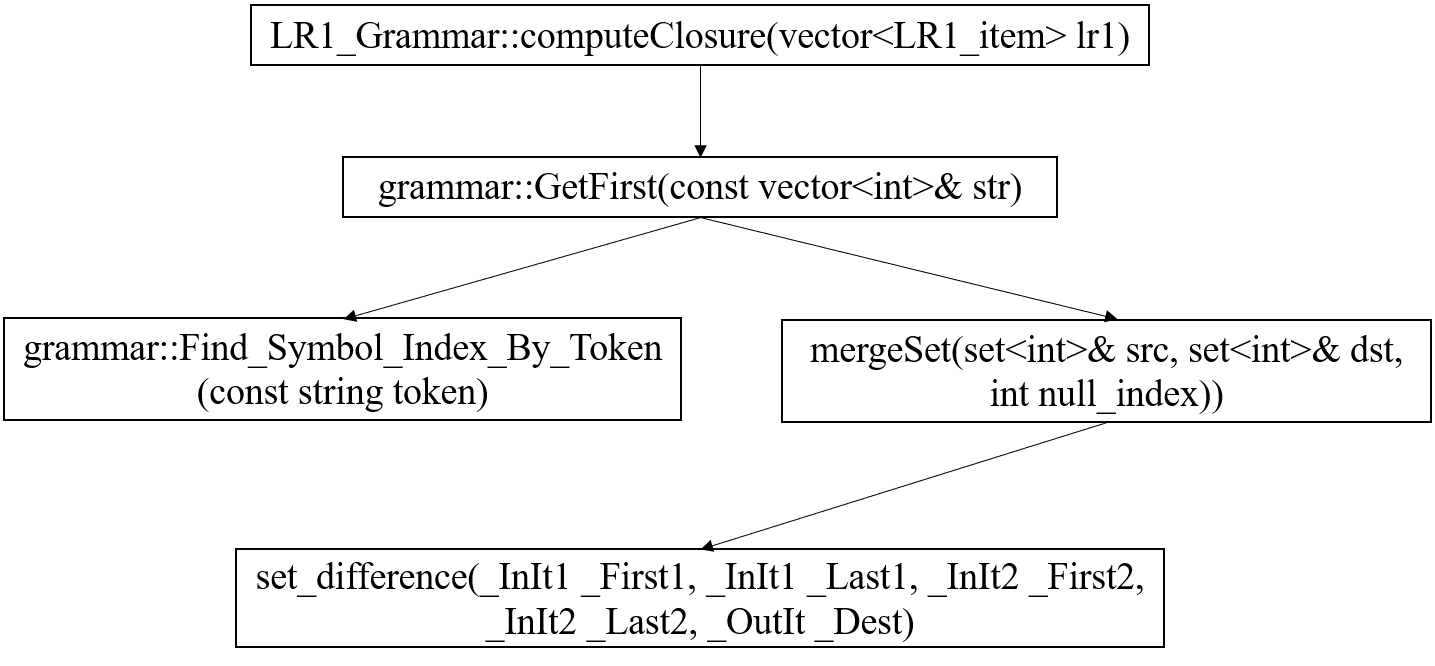 LR1_Grammar::computeClosure(vector<LR1_item> lr1)
grammar::GetFirst(const vector<int>& str)
grammar::Find_Symbol_Index_By_Token
(const string token)
mergeSet(set<int>& src, set<int>& dst,
int null_index))
set_difference(_InIt1 _First1, _InIt1 _Last1, _InIt2 _First2,
_InIt2 _Last2, _OutIt _Dest)